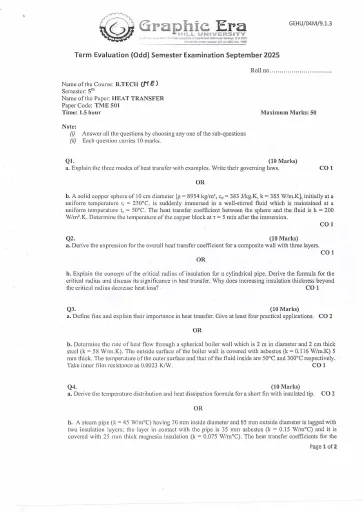 GEHU/04M/9.1.3
Graphic Era
HILL UNIVERSITY
Term Evaluation (Odd) Semester Examination September 2025
Roll no..............................
Name of the Course: B.TECH (ME)
Semester: 5th
Name of the Paper: HEAT TRANSFER
Paper Code: TME 501
Time: 1.5 hour Maximum Marks: 50
Note:
(i) Answer all the questions by choosing any one of the sub-questions
(ii) Each question carries 10 marks.
Q1. (10 Marks)
a. Explain the three modes of heat transfer with examples. Write their governing laws. CO 1
OR
b. A solid copper sphere of 10 cm diameter [ρ = 8954 kg/m³, cp = 383 J/kg.K, k = 385 W/m.K], initially at a
uniform temperature ti = 250°C, is suddenly immersed in a well-stirred fluid which is maintained at a
uniform temperature ta = 50°C. The heat transfer coefficient between the sphere and the fluid is h = 200
W/m².K. Determine the temperature of the copper block at τ = 5 min after the immersion.
CO 1
Q2. (10 Marks)
a. Derive the expression for the overall heat transfer coefficient for a composite wall with three layers.
CO 1
OR
b. Explain the concept of the critical radius of insulation for a cylindrical pipe. Derive the formula for the
critical radius and discuss its significance in heat transfer. Why does increasing insulation thickness beyond
the critical radius decrease heat loss? CO 1
Q3. (10 Marks)
a. Define fins and explain their importance in heat transfer. Give at least four practical applications. CO 2
OR
b. Determine the rate of heat flow through a spherical boiler wall which is 2 m in diameter and 2 cm thick
steel (k = 58 W/m.K). The outside surface of the boiler wall is covered with asbestos (k = 0.116 W/m.K) 5
mm thick. The temperature of the outer surface and that of the fluid inside are 50°C and 300°C respectively.
Take inner film resistance as 0.0023 K/W. CO 1
Q4. (10 Marks)
a. Derive the temperature distribution and heat dissipation formula for a short fin with insulated tip. CO 2
OR
b. A steam pipe (k = 45 W/m°C) having 70 mm inside diameter and 85 mm outside diameter is lagged with
two insulation layers; the layer in contact with the pipe is 35 mm asbestos (k = 0.15 W/m°C) and it is
covered with 25 mm thick magnesia insulation (k = 0.075 W/m°C). The heat transfer coefficients for the
Page 1 of 2